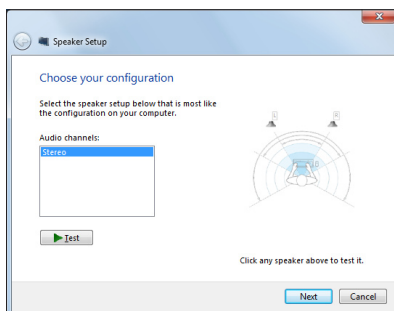 Speaker Setup
Choose your configuration
Select the speaker setup below that is most like
the configuration on your computer.
Audio channels:
Stereo
Test
Click any speaker above to test it.
Next
Cancel